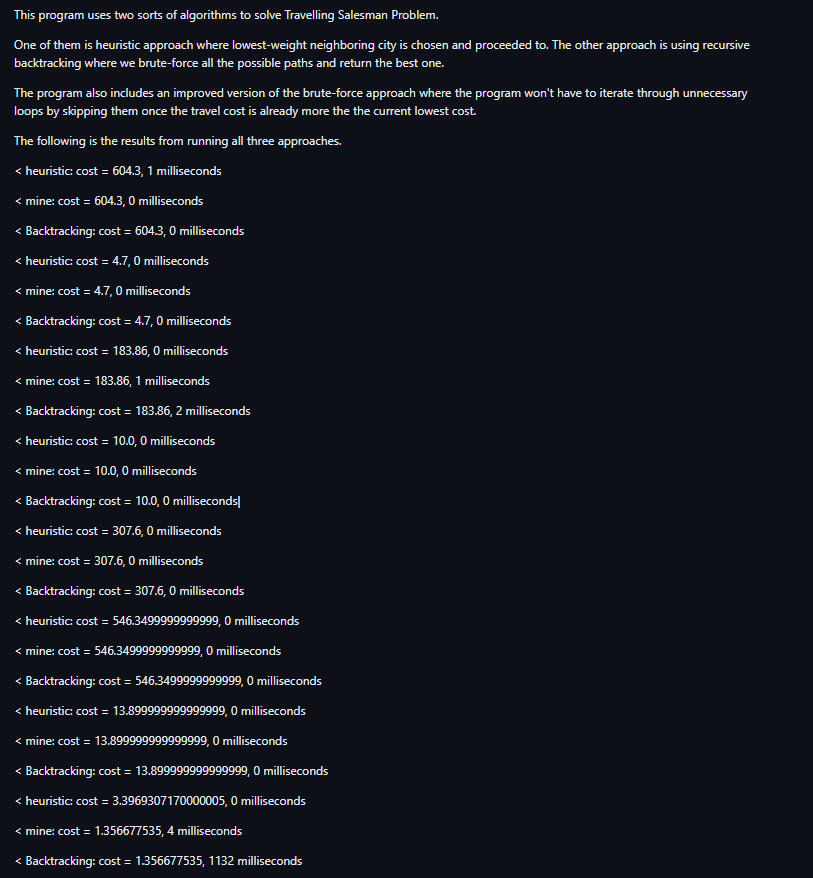 This program uses two sorts of algorithms to solve Travelling Salesman Problem.
One of them is heuristic approach where lowest-weight neighboring city is chosen and proceeded to. The other approach is using recursive
backtracking where we brute-force all the possible paths and return the best one.
The program also includes an improved version of the brute-force approach where the program won't have to iterate through unnecessary
loops by skipping them once the travel cost is already more the the current lowest cost.
The following is the results from running all three approaches.
< heuristic: cost = 604.3, 1 milliseconds
< mine: cost = 604.3, 0 milliseconds
< Backtracking: cost = 604.3, 0 milliseconds
< heuristic: cost = 4.7, 0 milliseconds
< mine: cost = 4.7, 0 milliseconds
< Backtracking: cost = 4.7, 0 milliseconds
< heuristic: cost = 183.86, 0 milliseconds
< mine: cost = 183.86, 1 milliseconds
< Backtracking: cost = 183.86, 2 milliseconds
< heuristic: cost = 10.0, 0 milliseconds
< mine: cost = 10.0, 0 milliseconds
< Backtracking: cost = 10.0, 0 milliseconds|
< heuristic: cost = 307.6, 0 milliseconds
< mine: cost = 307.6, 0 milliseconds
< Backtracking: cost = 307.6, 0 milliseconds
< heuristic: cost = 546.3499999999999, 0 milliseconds
< mine: cost = 546.3499999999999, 0 milliseconds
< Backtracking: cost = 546.3499999999999, 0 milliseconds
< heuristic: cost = 13.899999999999999, 0 milliseconds
< mine: cost = 13.899999999999999, 0 milliseconds
< Backtracking: cost = 13.899999999999999, 0 milliseconds
< heuristic: cost = 3.3969307170000005, 0 milliseconds
< mine: cost = 1.356677535, 4 milliseconds
< Backtracking: cost = 1.356677535, 1132 milliseconds